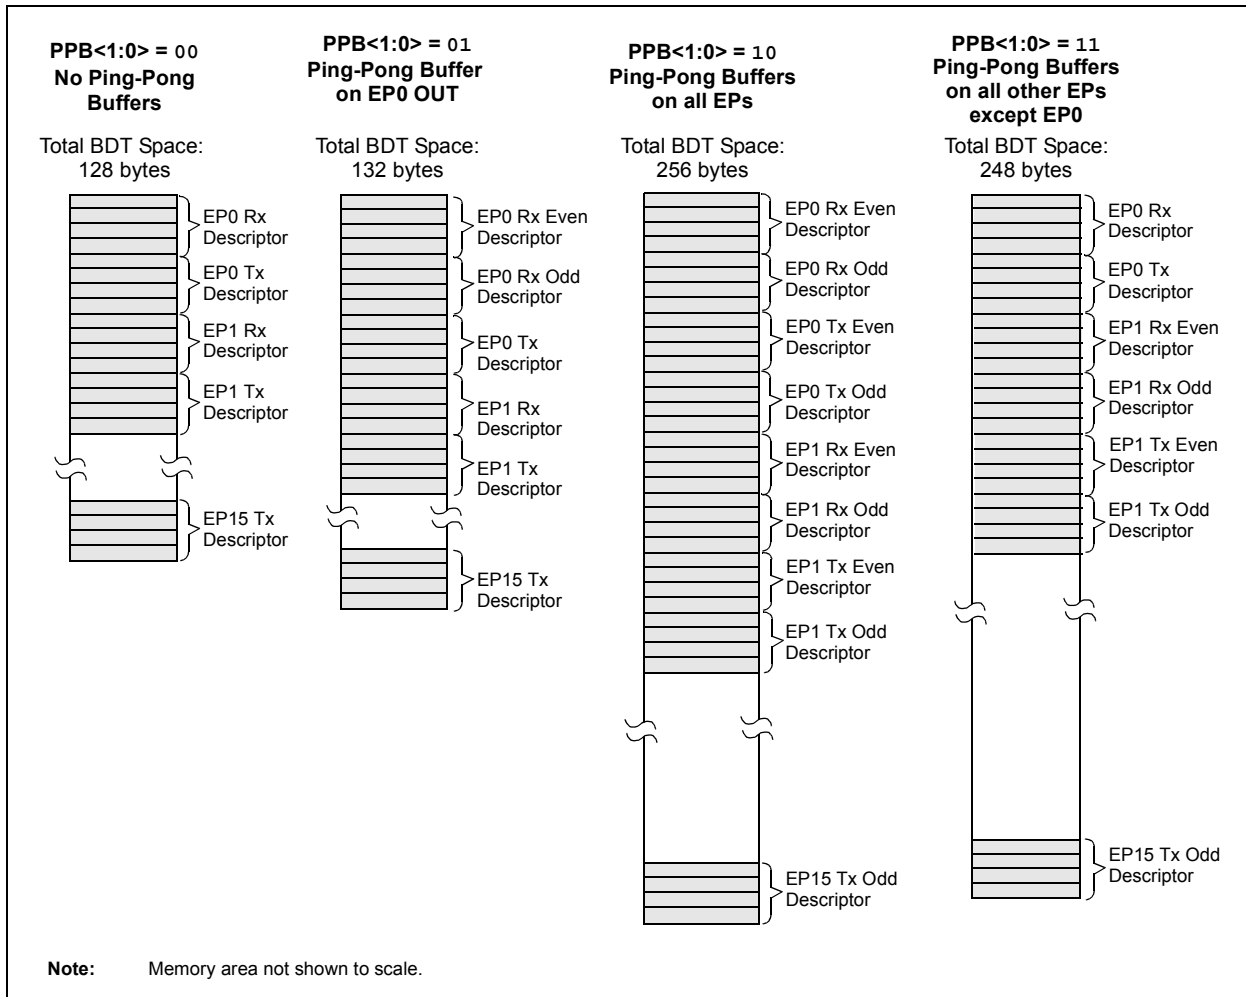 PPB<1:0> = 00
No Ping-Pong
Buffers
Total BDT Space:
128 bytes
EP0 Rx
Descriptor
EP0 Tx
Descriptor
EP1 Rx
Descriptor
EP1 Tx
Descriptor
EP15 Tx
Descriptor
PPB<1:0> = 01
Ping-Pong Buffer
on EP0 OUT
Total BDT Space:
132 bytes
EP0 Rx Even
Descriptor
EP0 Rx Odd
Descriptor
EP0 Tx
Descriptor
EP1 Rx
Descriptor
EP1 Tx
Descriptor
EP15 Tx
Descriptor
PPB<1:0> = 10
Ping-Pong Buffers
on all EPs
Total BDT Space:
256 bytes
EP0 Rx Even
Descriptor
EP0 Rx Odd
Descriptor
EP0 Tx Even
Descriptor
EP0 Tx Odd
Descriptor
EP1 Rx Even
Descriptor
EP1 Rx Odd
Descriptor
EP1 Tx Even
Descriptor
EP1 Tx Odd
Descriptor
EP15 Tx Odd
Descriptor
PPB<1:0> = 11
Ping-Pong Buffers
on all other EPs
except EP0
Total BDT Space:
248 bytes
EP0 Rx
Descriptor
EP0 Tx
Descriptor
EP1 Rx Even
Descriptor
EP1 Rx Odd
Descriptor
EP1 Tx Even
Descriptor
EP1 Tx Odd
Descriptor
EP15 Tx Odd
Descriptor
Note: Memory area not shown to scale.